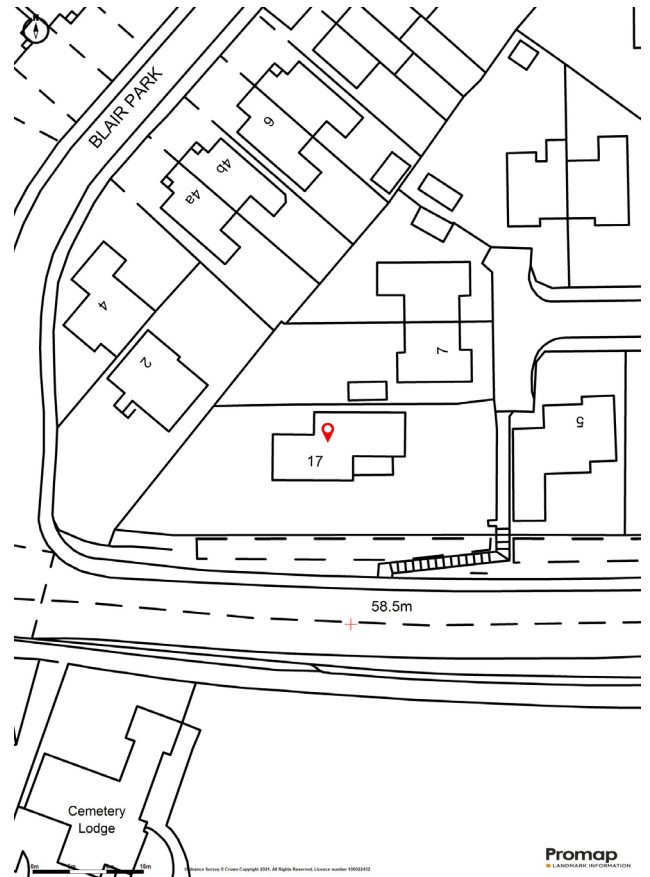 N
BLAIR PARK
6
4b
4a
4
2
7
17
5
58.5m
Cemetery
Lodge
0m 5m 15m
Ordnance Survey © Crown Copyright 2021. All Rights Reserved. Licence number 100022432
Promap
LANDMARK INFORMATION